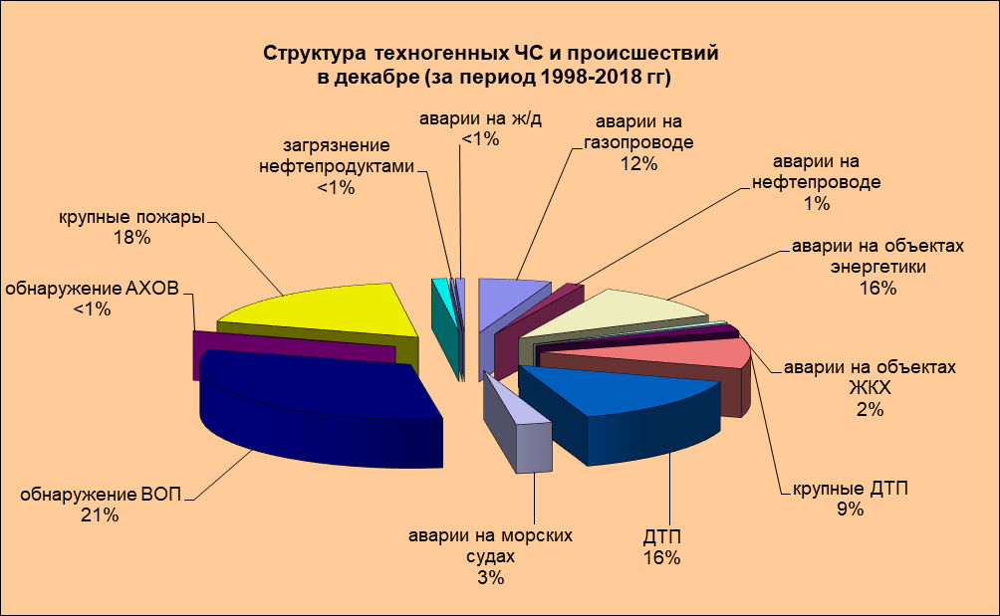 Структура техногенных ЧС и происшествий
в декабре (за период 1998-2018 гг)
аварии на ж/д
<1%
аварии на
газопроводе
12%
загрязнение
нефтепродуктами
<1%
аварии на
нефтепроводе
1%
крупные пожары
18%
аварии на объектах
энергетики
16%
обнаружение АХОВ
<1%
аварии на объектах
ЖКХ
2%
обнаружение ВОП
21%
крупные ДТП
9%
аварии на морских
судах
3%
ДТП
16%